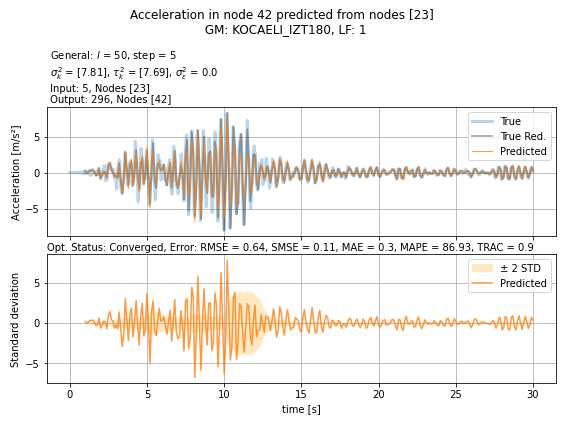 Acceleration in node 42 predicted from nodes [23]
GM: KOCAELI_IZT180, LF: 1
General: l = 50, step = 5
σ²ₖ = [7.81], τ²ₖ = [7.69], σ²ε = 0.0
Input: 5, Nodes [23]
Output: 296, Nodes [42]
Acceleration [m/s²]
5
0
−5
True
True Red.
Predicted
Opt. Status: Converged, Error: RMSE = 0.64, SMSE = 0.11, MAE = 0.3, MAPE = 86.93, TRAC = 0.9
Standard deviation
5
0
−5
± 2 STD
Predicted
0 5 10 15 20 25 30
time [s]